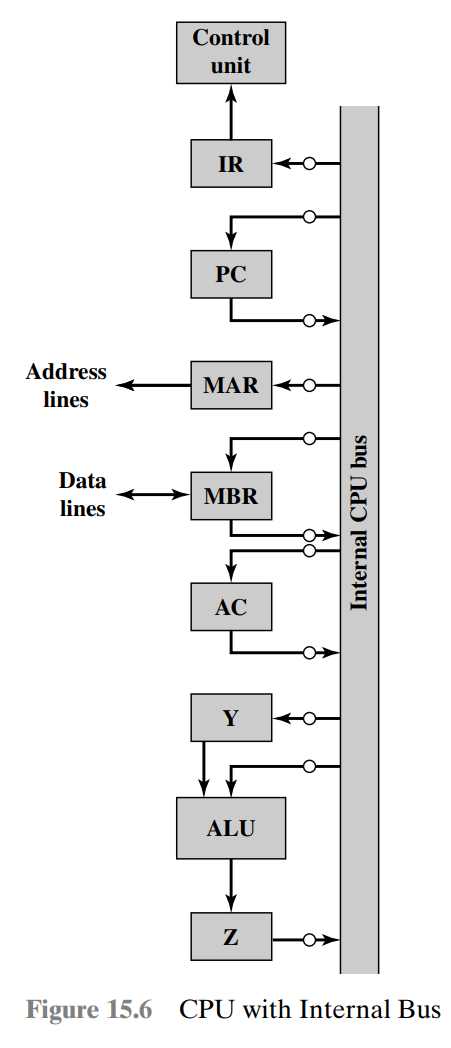 Control
unit
IR
PC
Address
lines
MAR
Data
lines
MBR
Internal CPU bus
AC
Y
ALU
Z
Figure 15.6 CPU with Internal Bus